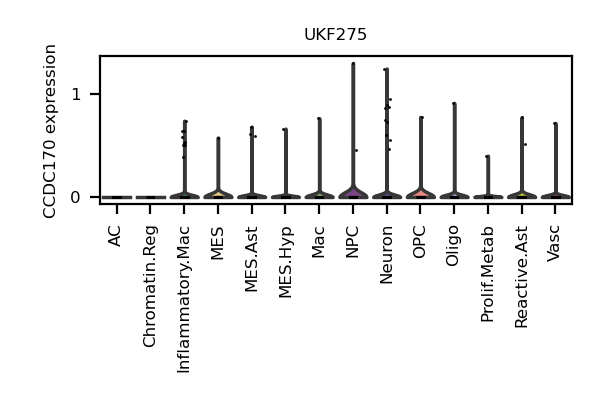 UKF275
CCDC170 expression
1
0
AC
Chromatin.Reg
Inflammatory.Mac
MES
MES.Ast
MES.Hyp
Mac
NPC
Neuron
OPC
Oligo
Prolif.Metab
Reactive.Ast
Vasc